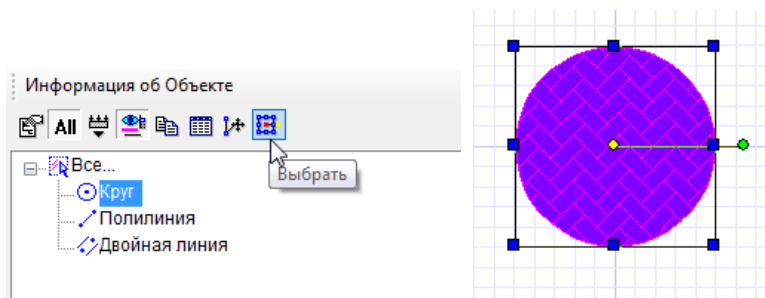 Информация об Объекте
All
Выбрать
Все...
Круг
Полилиния
Двойная линия